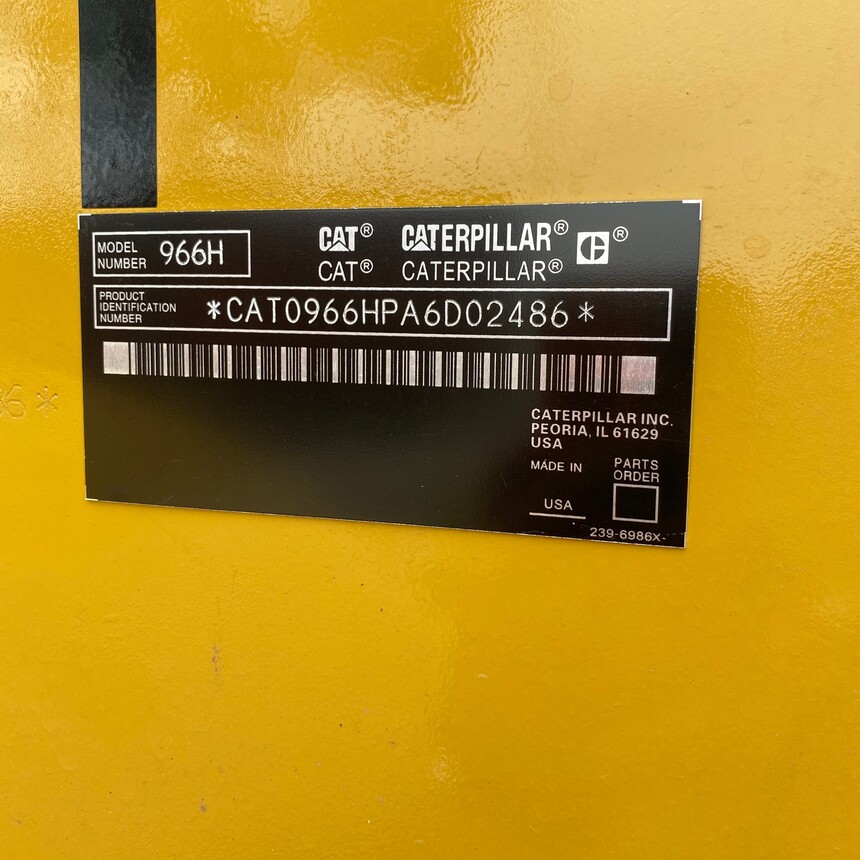 MODEL NUMBER 966H
CAT® CATERPILLAR® ®
CAT® CATERPILLAR®
PRODUCT
IDENTIFICATION
NUMBER
*CAT0966HPA6D02486*
6*
CATERPILLAR INC.
PEORIA, IL 61629
USA
MADE IN
USA
PARTS
ORDER
239-6986X-